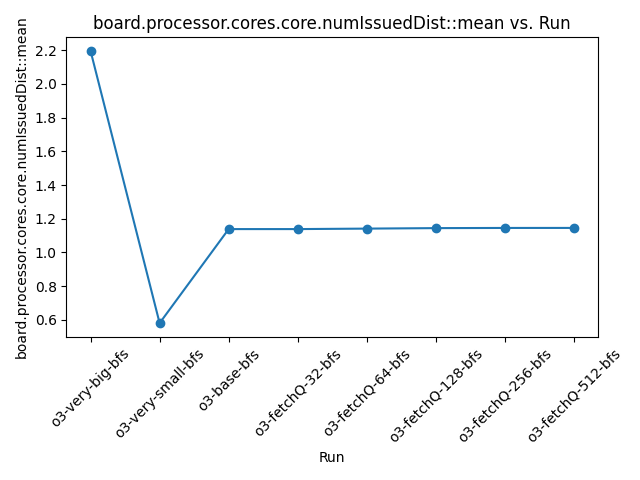 board.processor.cores.core.numIssuedDist::mean vs. Run
board.processor.cores.core.numIssuedDist::mean
2.2
2.0
1.8
1.6
1.4
1.2
1.0
0.8
0.6
o3-very-big-bfs
o3-very-small-bfs
o3-base-bfs
o3-fetchQ-32-bfs
o3-fetchQ-64-bfs
o3-fetchQ-128-bfs
o3-fetchQ-256-bfs
o3-fetchQ-512-bfs
Run